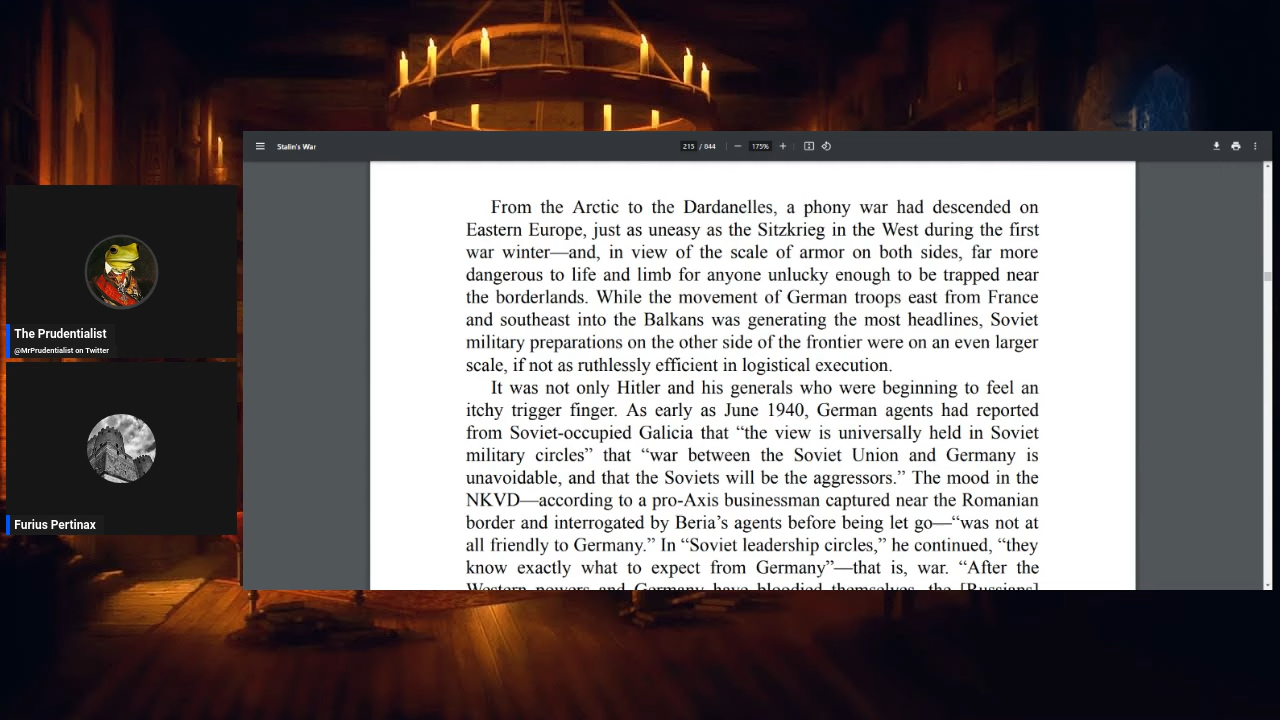 Stalin's War
215 / 844
175%
From the Arctic to the Dardanelles, a phony war had descended on
Eastern Europe, just as uneasy as the Sitzkrieg in the West during the first
war winter—and, in view of the scale of armor on both sides, far more
dangerous to life and limb for anyone unlucky enough to be trapped near
the borderlands. While the movement of German troops east from France
and southeast into the Balkans was generating the most headlines, Soviet
military preparations on the other side of the frontier were on an even larger
scale, if not as ruthlessly efficient in logistical execution.
It was not only Hitler and his generals who were beginning to feel an
itchy trigger finger. As early as June 1940, German agents had reported
from Soviet-occupied Galicia that “the view is universally held in Soviet
military circles” that “war between the Soviet Union and Germany is
unavoidable, and that the Soviets will be the aggressors.” The mood in the
NKVD—according to a pro-Axis businessman captured near the Romanian
border and interrogated by Beria’s agents before being let go—“was not at
all friendly to Germany.” In “Soviet leadership circles,” he continued, “they
know exactly what to expect from Germany”—that is, war. “After the
Western powers and Germany have bloodied themselves, the [Russians]
The Prudentialist
@MrPrudentialist on Twitter
Furius Pertinax